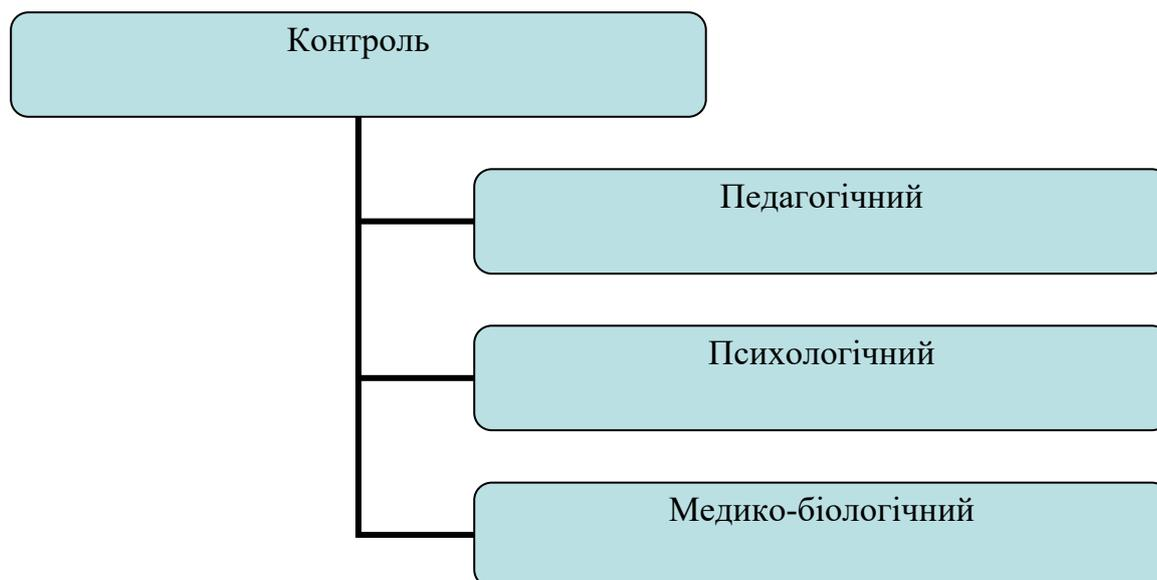 Контроль
Педагогічний
Психологічний
Медико-біологічний